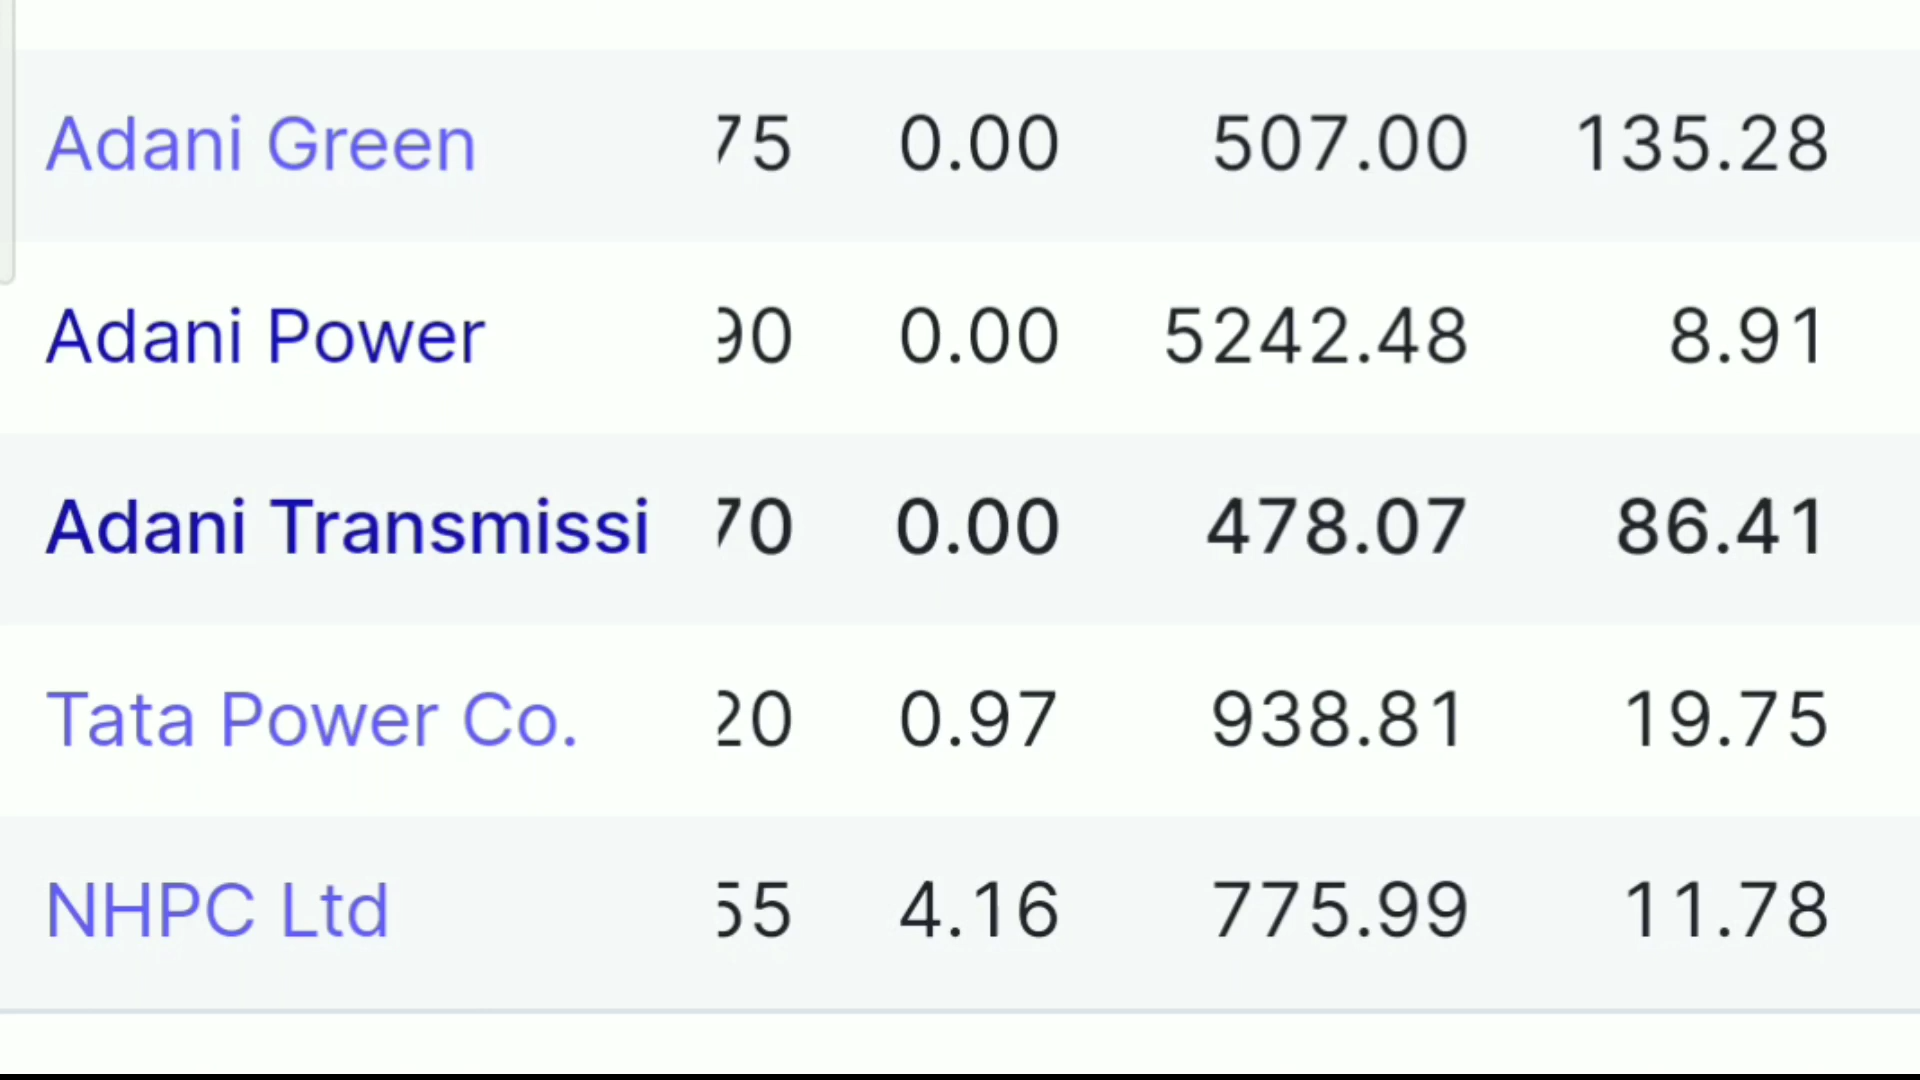 Adani Green 75 0.00 507.00 135.28
Adani Power 90 0.00 5242.48 8.91
Adani Transmissi 70 0.00 478.07 86.41
Tata Power Co. 20 0.97 938.81 19.75
NHPC Ltd 55 4.16 775.99 11.78